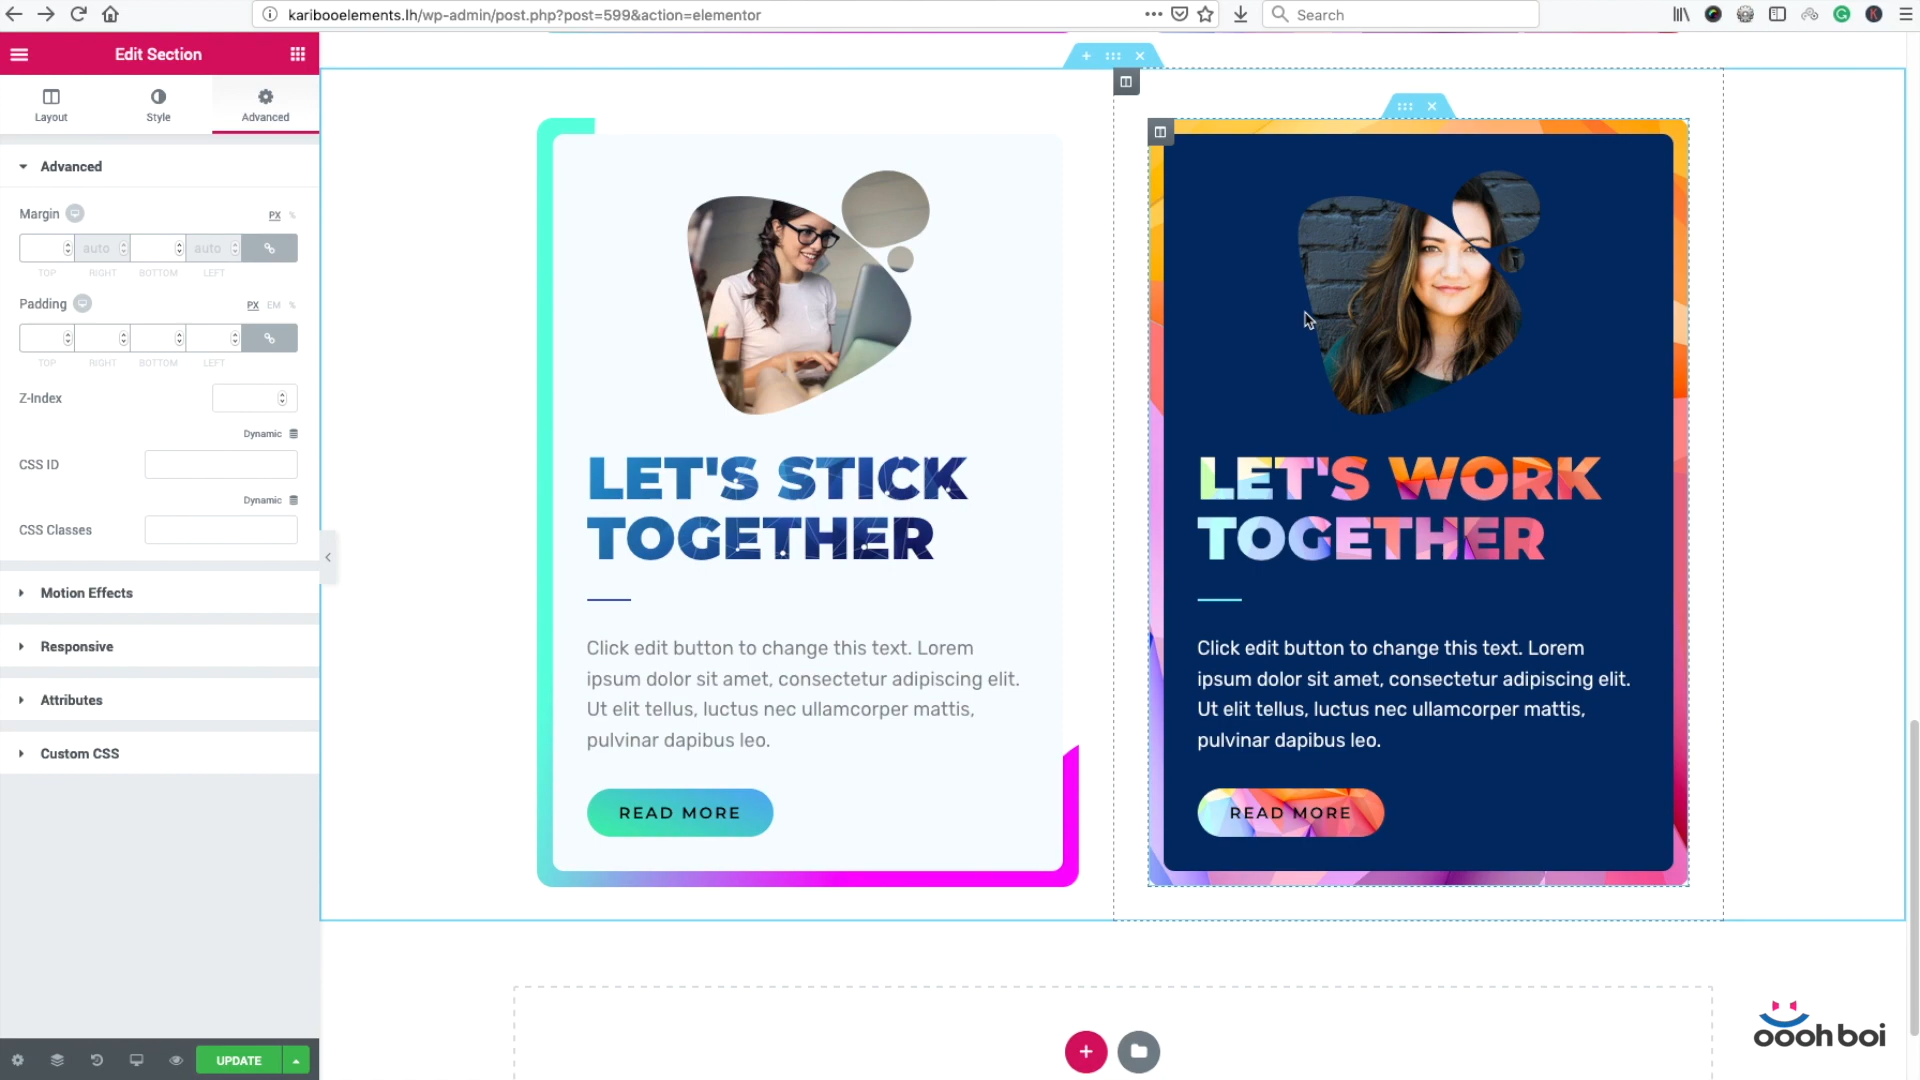 karibooelements.lh/wp-admin/post.php?post=599&action=elementor
Search
Edit Section
Layout
Style
Advanced
Advanced
Margin
PX %
auto
auto
TOP RIGHT BOTTOM LEFT
Padding
PX EM %
TOP RIGHT BOTTOM LEFT
Z-Index
Dynamic
CSS ID
Dynamic
CSS Classes
Motion Effects
Responsive
Attributes
Custom CSS
UPDATE
LET'S STICK
TOGETHER
Click edit button to change this text. Lorem
ipsum dolor sit amet, consectetur adipiscing elit.
Ut elit tellus, luctus nec ullamcorper mattis,
pulvinar dapibus leo.
READ MORE
LET'S WORK
TOGETHER
Click edit button to change this text. Lorem
ipsum dolor sit amet, consectetur adipiscing elit.
Ut elit tellus, luctus nec ullamcorper mattis,
pulvinar dapibus leo.
READ MORE
oooh boi